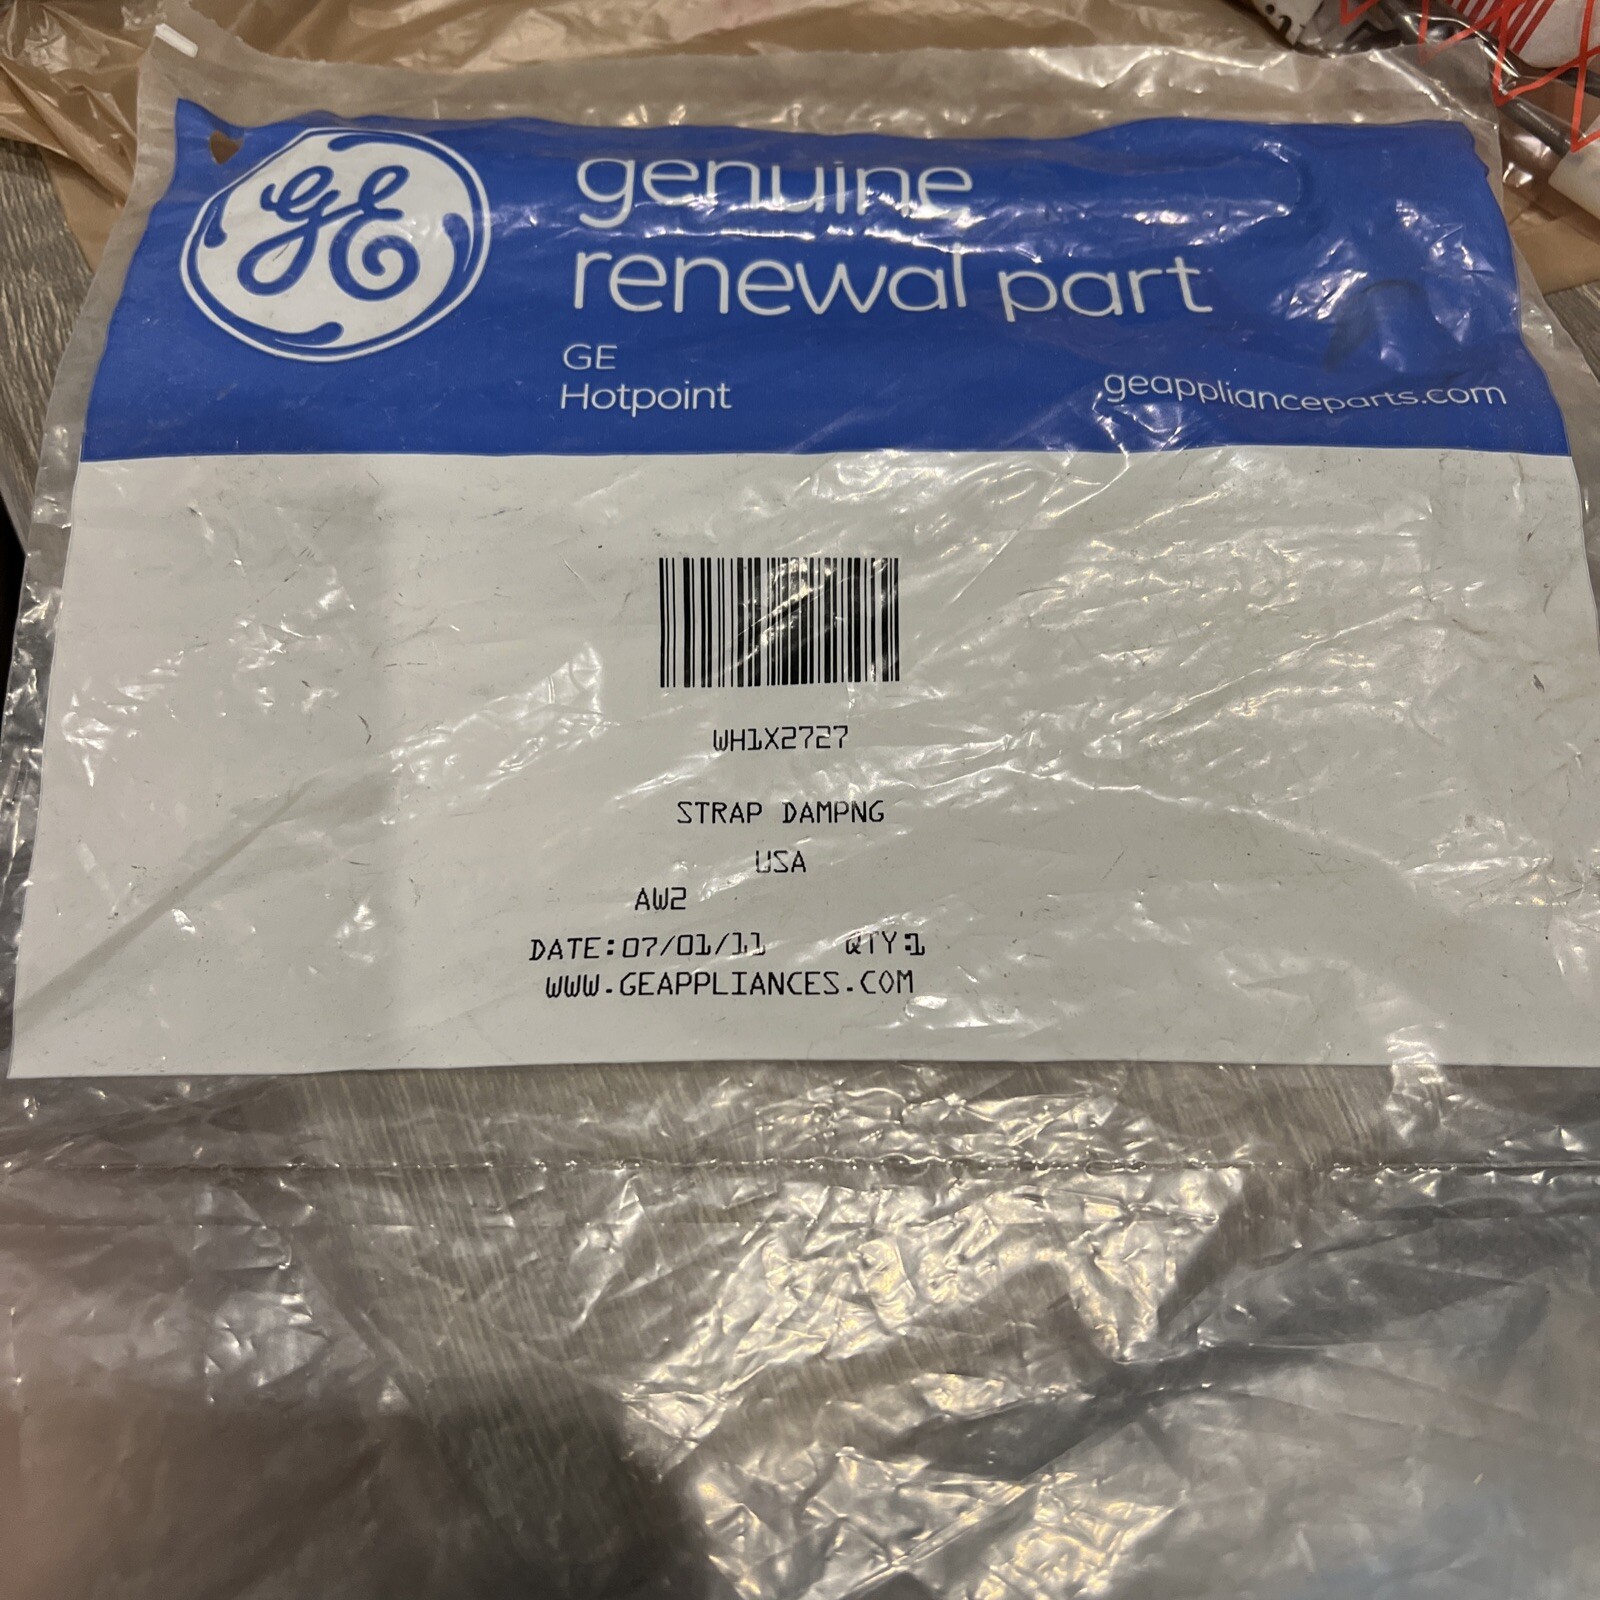 GE
genuine
renewal part
GE
Hotpoint
geapplianceparts.com
WH1X2727
STRAP DAMPNG
USA
AW2
DATE:07/01/11 QTY:1
WWW.GEAPPLIANCES.COM